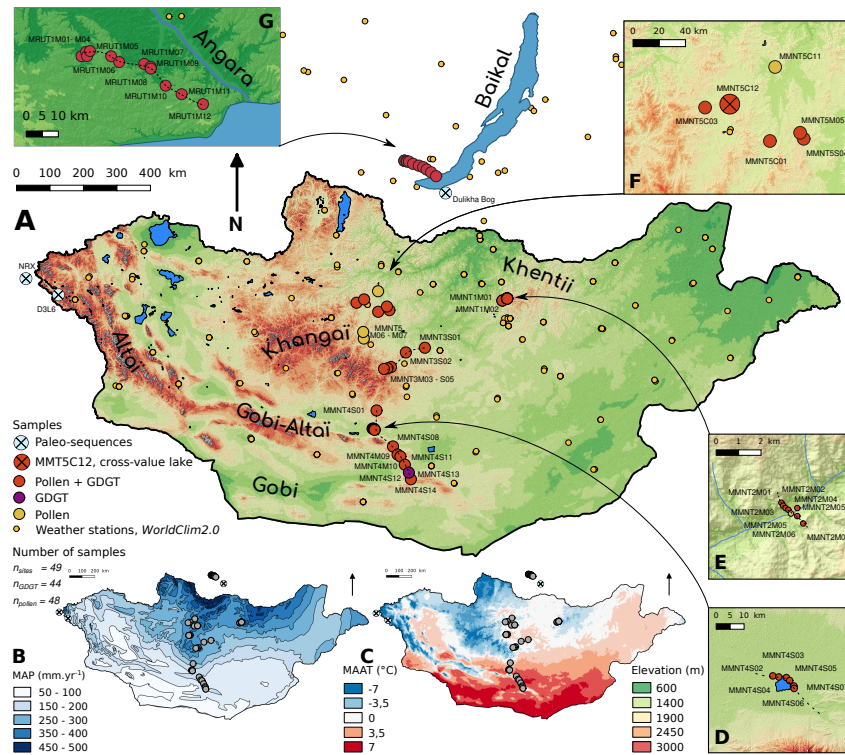 G
MRUT1M01- M04
MRUT1M05
MRUT1M07
MRUT1M06
MRUT1M09
MRUT1M08
MRUT1M10
MRUT1M11
MRUT1M12
Angara
0 5 10 km
0 100 200 300 400 km
N
Baikal
Dulikha Bog
0 20 40 km
MMNT5C11
MMNT5C12
MMNT5C03
MMNT5M05
MMNT5C01
MMNT5S04
F
A
NRX
D3L6
Altai
Khangaï
Khentii
Gobi-Altaï
Gobi
MMNT1M01
MMNT1M02
MMNT5
M06 - M07
MMNT3S01
MMNT3S02
MMNT3M03 - S05
MMNT4S01
MMNT4S08
MMNT4M09
MMNT4S11
MMNT4M10
MMNT4S12
MMNT4S13
MMNT4S14
Samples
Paleo-sequences
MMT5C12, cross-value lake
Pollen + GDGT
GDGT
Pollen
Weather stations, WorldClim2.0
Number of samples
nsites = 49
nGDGT = 44
npollen = 48
0 1 2 km
MMNT2M01
MMNT2M02
MMNT2M04
MMNT2M03
MMNT2M05
MMNT2M05
MMNT2M06
E
0 5 10 km
MMNT4S03
MMNT4S02
MMNT4S05
MMNT4S04
MMNT4S06
D
0 100 200 km
B
MAP (mm.yr-1)
50 - 100
150 - 200
250 - 300
350 - 400
450 - 500
0 100 200 km
C
MAAT (°C)
-7
-3,5
0
3,5
7
Elevation (m)
600
1400
1900
2450
3000